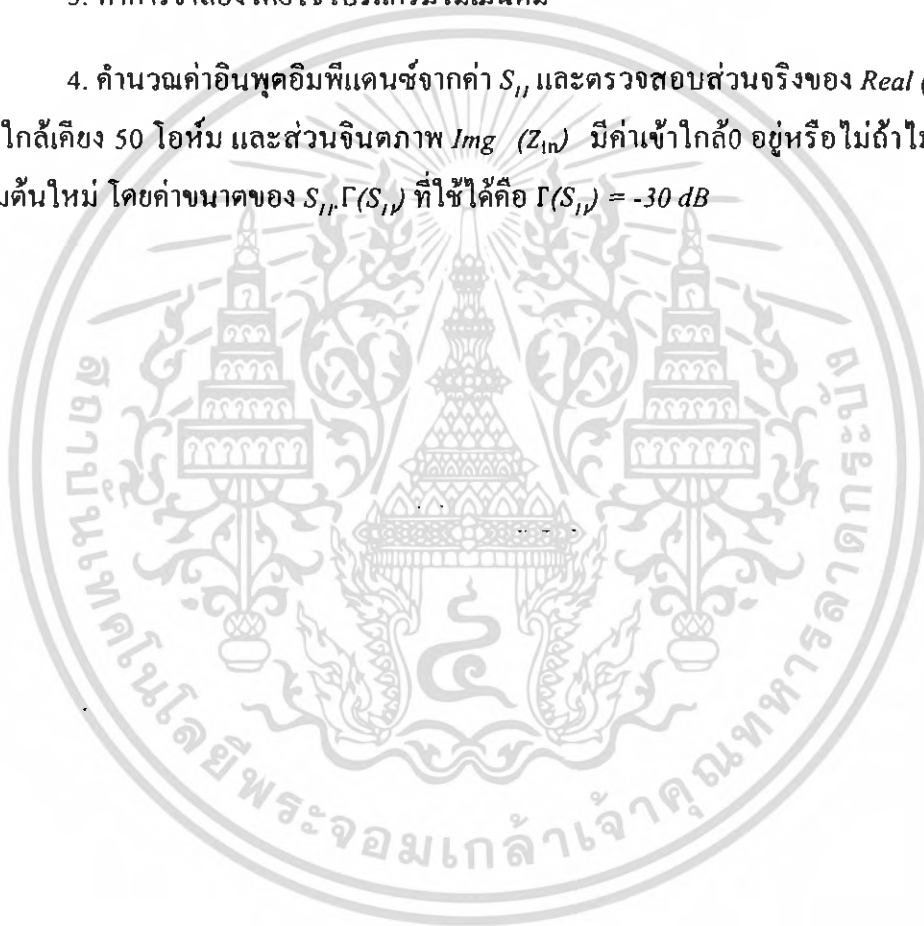 4. คำนวณค่าอินพุตอิมพีแดนซ์จากค่า S₁₁ และตรวจสอบส่วนจริงของ Real (
ใกล้เคียง 50 โอห์ม และส่วนจินตภาพ Img (Zᵢₙ) มีค่าเข้าใกล้0 อยู่หรือไม่ถ้าไม
มต้นใหม่ โดยค่าขนาดของ S₁₁.Γ(S₁₁) ที่ใช้ได้คือ Γ(S₁₁) = -30 dB
สถาบันเทคโนโลยีพระจอมเกล้าเจ้าคุณทหารลาดกระบัง